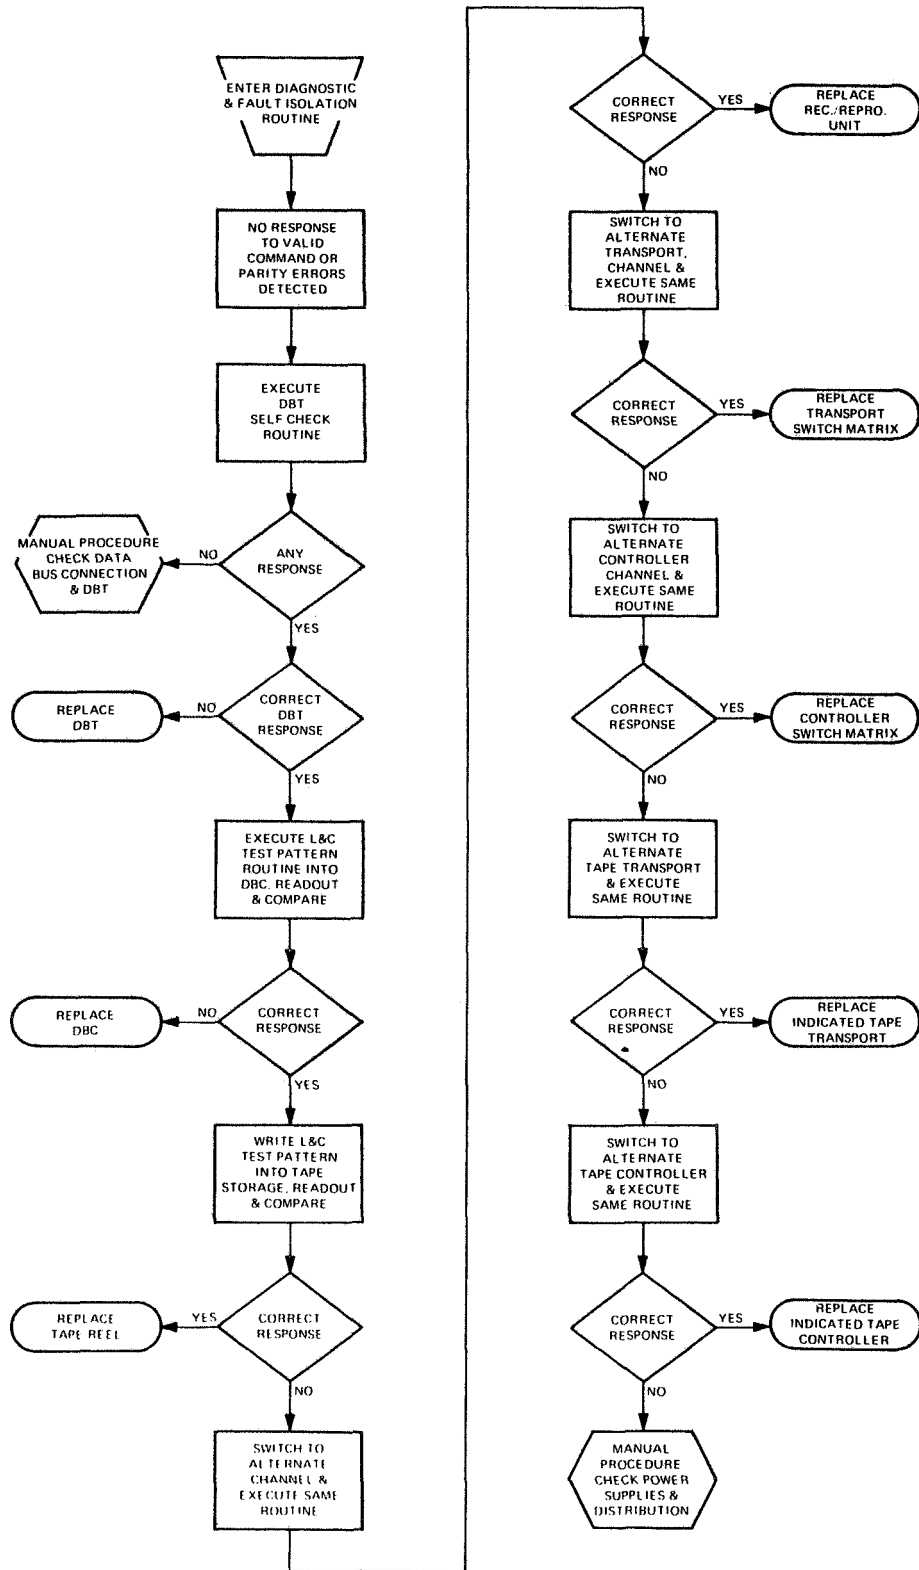 ENTER DIAGNOSTIC
& FAULT ISOLATION
ROUTINE
NO RESPONSE
TO VALID
COMMAND OR
PARITY ERRORS
DETECTED
EXECUTE
DBT
SELF CHECK
ROUTINE
ANY
RESPONSE
NO
MANUAL PROCEDURE
CHECK DATA
BUS CONNECTION
& DBT
YES
CORRECT
DBT
RESPONSE
NO
REPLACE
DBT
YES
EXECUTE L&C
TEST PATTERN
ROUTINE INTO
DBC. READOUT
& COMPARE
CORRECT
RESPONSE
NO
REPLACE
DBC
YES
WRITE L&C
TEST PATTERN
INTO TAPE
STORAGE, READOUT
& COMPARE
CORRECT
RESPONSE
YES
REPLACE
TAPE REEL
NO
SWITCH TO
ALTERNATE
CHANNEL &
EXECUTE SAME
ROUTINE
CORRECT
RESPONSE
YES
REPLACE
REC./REPRO.
UNIT
NO
SWITCH TO
ALTERNATE
TRANSPORT,
CHANNEL &
EXECUTE SAME
ROUTINE
CORRECT
RESPONSE
YES
REPLACE
TRANSPORT
SWITCH MATRIX
NO
SWITCH TO
ALTERNATE
CONTROLLER
CHANNEL &
EXECUTE SAME
ROUTINE
CORRECT
RESPONSE
YES
REPLACE
CONTROLLER
SWITCH MATRIX
NO
SWITCH TO
ALTERNATE
TAPE TRANSPORT
& EXECUTE
SAME ROUTINE
CORRECT
RESPONSE
YES
REPLACE
INDICATED TAPE
TRANSPORT
NO
SWITCH TO
ALTERNATE
TAPE CONTROLLER
& EXECUTE
SAME ROUTINE
CORRECT
RESPONSE
YES
REPLACE
INDICATED TAPE
CONTROLLER
NO
MANUAL
PROCEDURE
CHECK POWER
SUPPLIES &
DISTRIBUTION